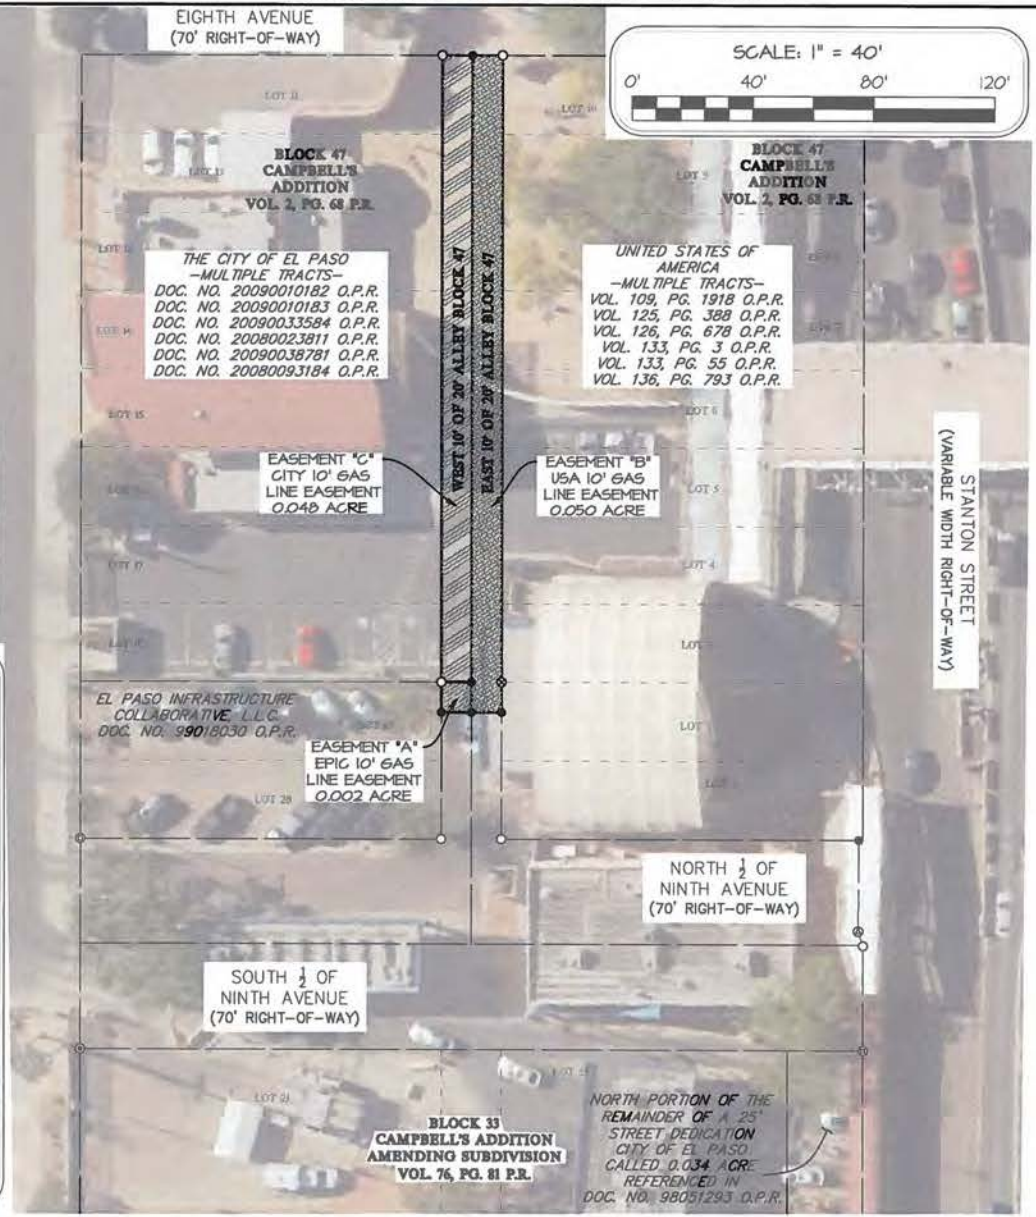 EIGHTH AVENUE
(70' RIGHT-OF-WAY)
SCALE: 1" = 40'
0' 40' 80' 120'
LOT 11
LOT 10
BLOCK 47
CAMPBELL'S
ADDITION
VOL. 2, PG. 68 P.R.
BLOCK 47
CAMPBELL'S
ADDITION
VOL. 2, PG. 68 P.R.
LOT 9
THE CITY OF EL PASO
-MULTIPLE TRACTS-
DOC. NO. 20090010182 O.P.R.
DOC. NO. 20090010183 O.P.R.
DOC. NO. 20090033584 O.P.R.
DOC. NO. 20080023811 O.P.R.
DOC. NO. 20090038781 O.P.R.
DOC. NO. 20080093184 O.P.R.
UNITED STATES OF
AMERICA
-MULTIPLE TRACTS-
VOL. 109, PG. 1918 O.P.R.
VOL. 125, PG. 388 O.P.R.
VOL. 126, PG. 678 O.P.R.
VOL. 133, PG. 3 O.P.R.
VOL. 133, PG. 55 O.P.R.
VOL. 136, PG. 793 O.P.R.
WEST 10' OF 20' ALLEY BLOCK 47
EAST 10' OF 20' ALLEY BLOCK 47
LOT 14
LOT 15
LOT 6
LOT 5
LOT 4
LOT 17
EASEMENT "C"
CITY 10' GAS
LINE EASEMENT
0.048 ACRE
EASEMENT "B"
USA 10' GAS
LINE EASEMENT
0.050 ACRE
STANTON STREET
(VARIABLE WIDTH RIGHT-OF-WAY)
LOT
LOT
EL PASO INFRASTRUCTURE
COLLABORATIVE, L.L.C.
DOC. NO. 99018030 O.P.R.
EASEMENT "A"
EPIC 10' GAS
LINE EASEMENT
0.002 ACRE
LOT 20
NORTH 1/2 OF
NINTH AVENUE
(70' RIGHT-OF-WAY)
SOUTH 1/2 OF
NINTH AVENUE
(70' RIGHT-OF-WAY)
BLOCK 33
CAMPBELL'S ADDITION
AMENDING SUBDIVISION
VOL. 76, PG. 81 P.R.
NORTH PORTION OF THE
REMAINDER OF A 25'
STREET DEDICATION
CITY OF EL PASO
CALLED 0.034 ACRE
REFERENCED IN
DOC. NO. 98051293 O.P.R.